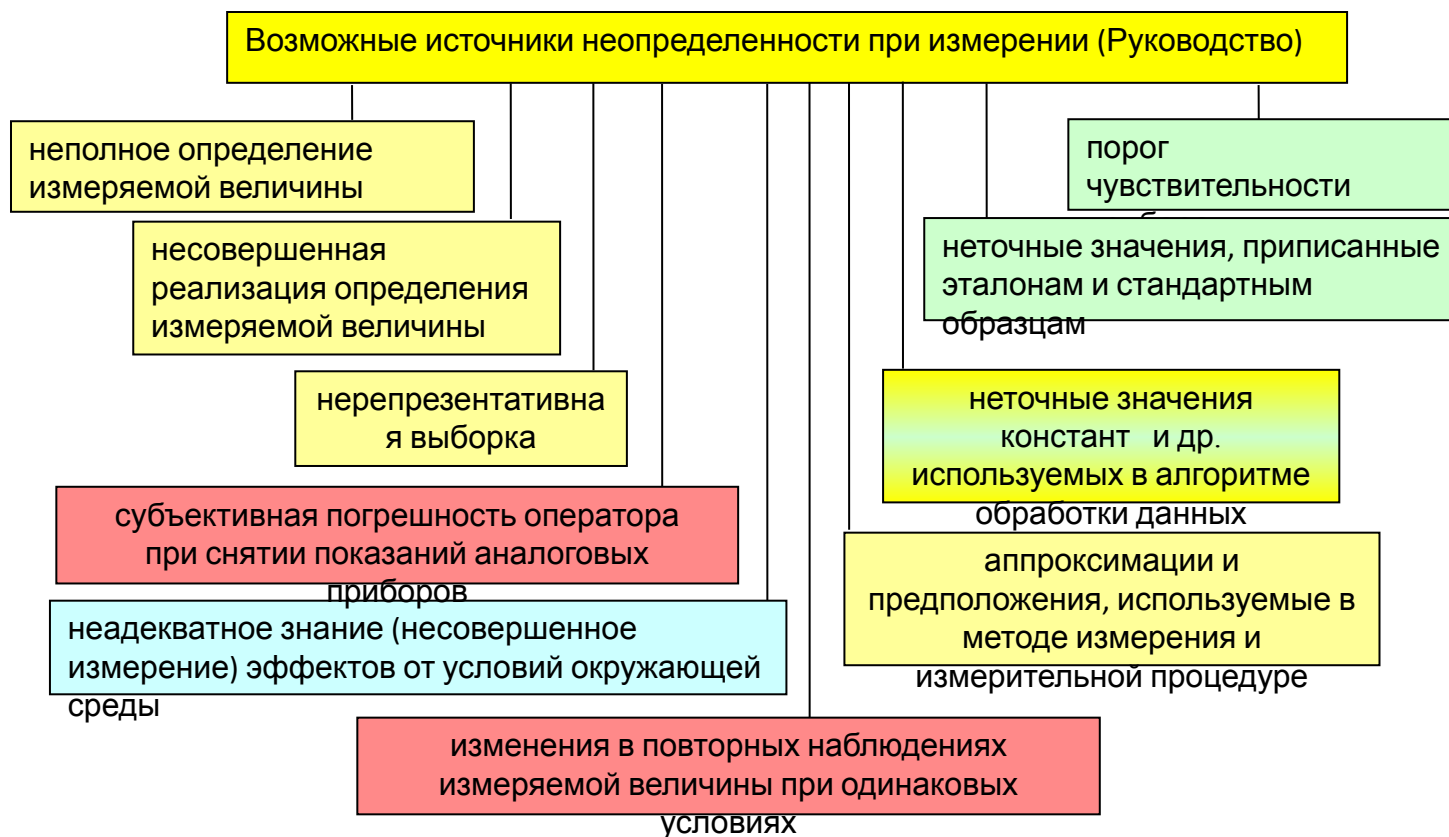 Возможные источники неопределенности при измерении (Руководство)
неполное определение
измеряемой величины
порог
чувствительности
несовершенная
реализация определения
измеряемой величины
неточные значения, приписанные
эталонам и стандартным
образцам
нерепрезентативна
я выборка
неточные значения
констант и др.
используемых в алгоритме
обработки данных
субъективная погрешность оператора
при снятии показаний аналоговых
приборов
аппроксимации и
предположения, используемые в
методе измерения и
измерительной процедуре
неадекватное знание (несовершенное
измерение) эффектов от условий окружающей
среды
изменения в повторных наблюдениях
измеряемой величины при одинаковых
условиях